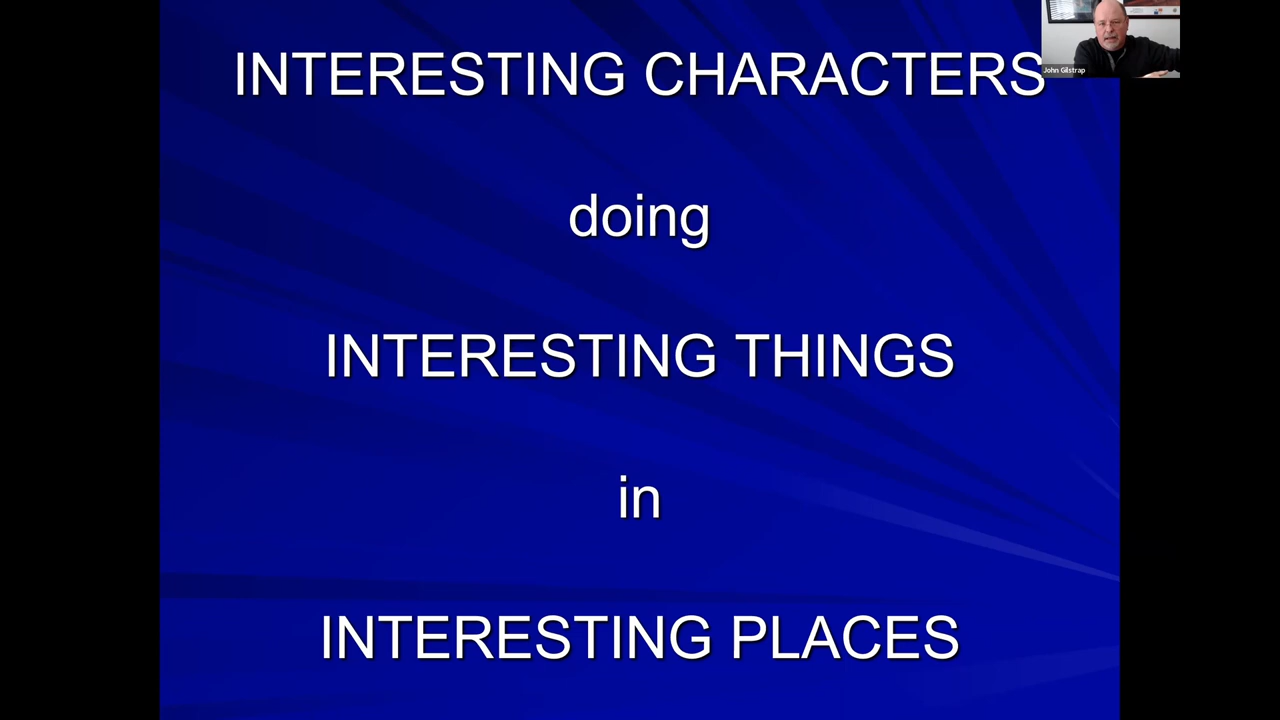 INTERESTING CHARACTERS
John Gilstrap
doing
INTERESTING THINGS
in
INTERESTING PLACES